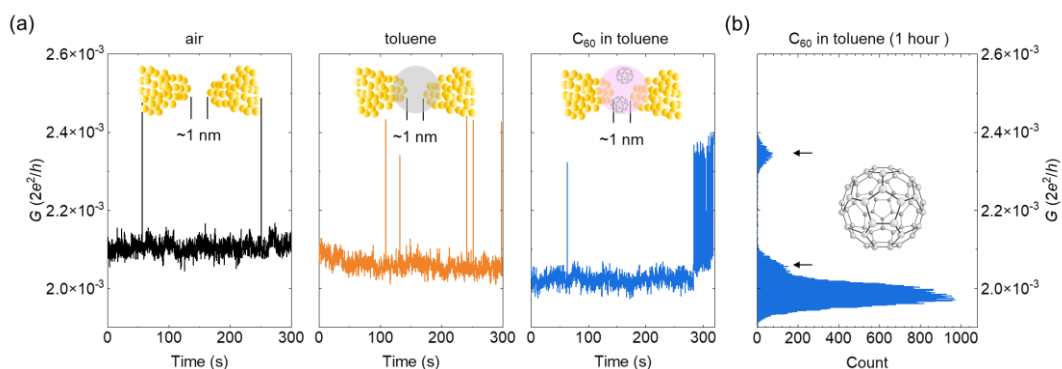 (a)
air
toluene
C₆₀ in toluene
(b)
C₆₀ in toluene (1 hour)
2.6×10⁻³
2.4×10⁻³
2.2×10⁻³
2.0×10⁻³
G (2e²/h)
~1 nm
~1 nm
~1 nm
0 100 200 300
0 100 200 300
0 100 200 300
0 200 400 600 800 1000
2.6×10⁻³
2.4×10⁻³
2.2×10⁻³
2.0×10⁻³
G (2e²/h)
Time (s)
Time (s)
Time (s)
Count